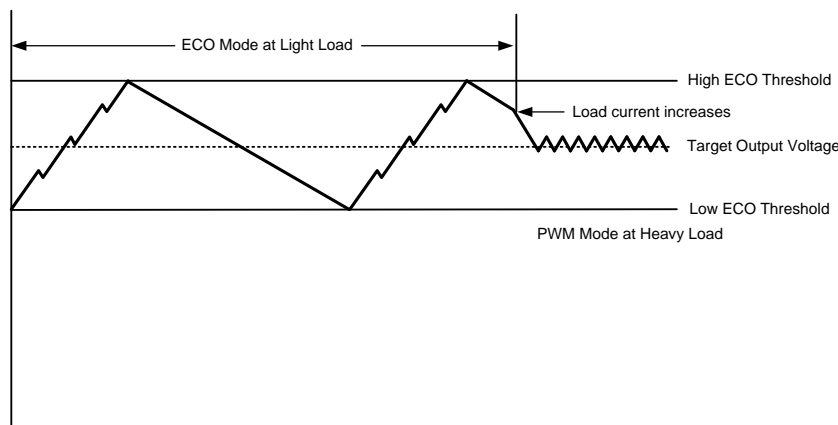 ECO Mode at Light Load
High ECO Threshold
Load current increases
Target Output Voltage
Low ECO Threshold
PWM Mode at Heavy Load